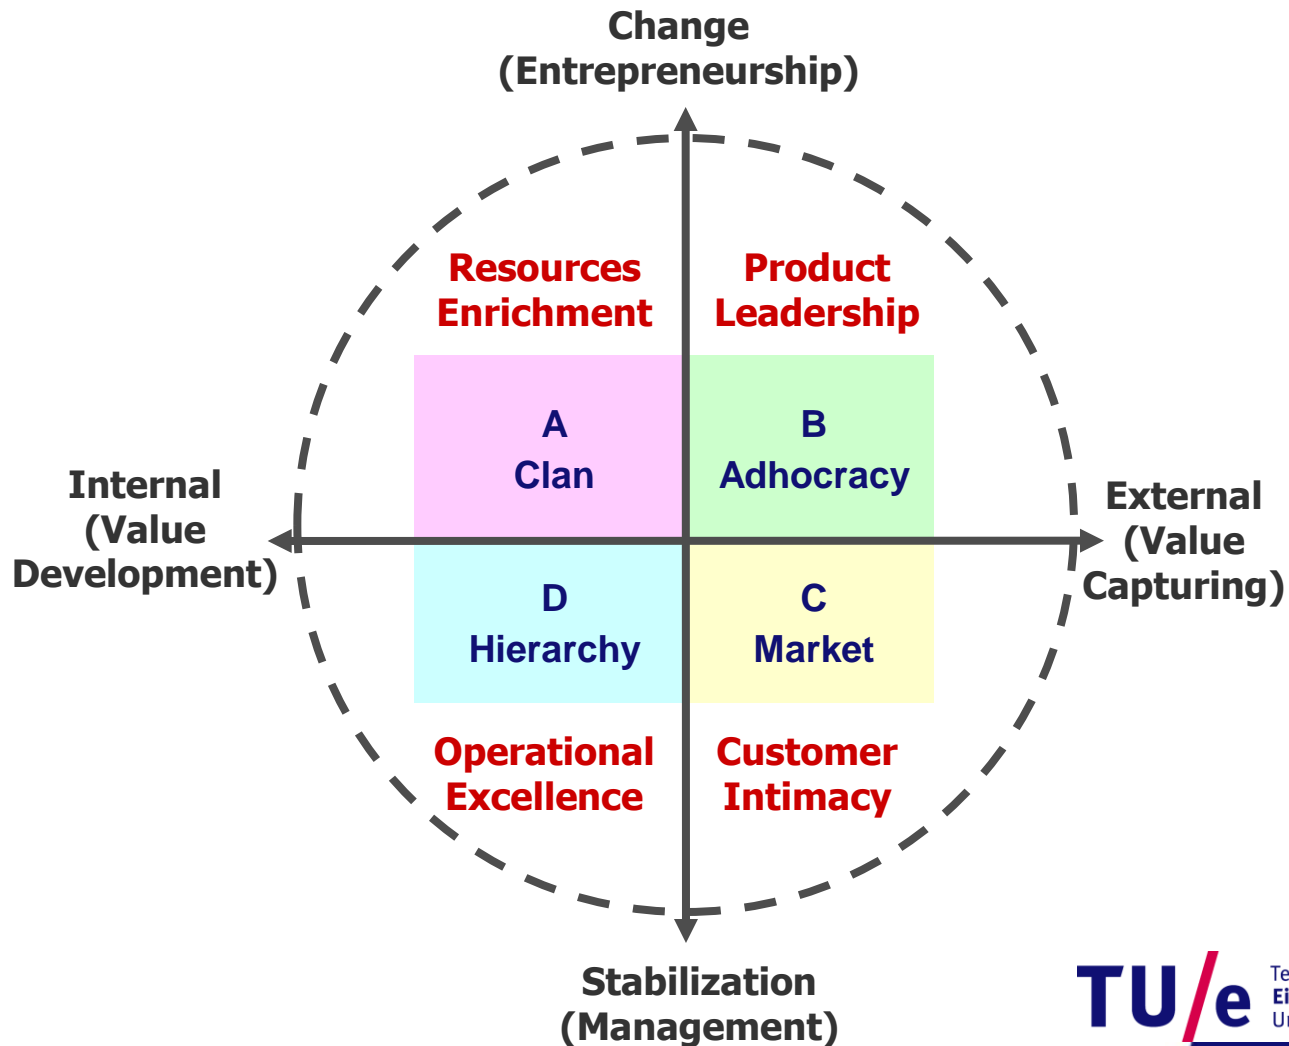 Change
(Entrepreneurship)
Resources
Enrichment
Product
Leadership
A
Clan
B
Adhocracy
Internal
(Value
Development)
External
(Value
Capturing)
D
Hierarchy
C
Market
Operational
Excellence
Customer
Intimacy
Stabilization
(Management)
TU/e